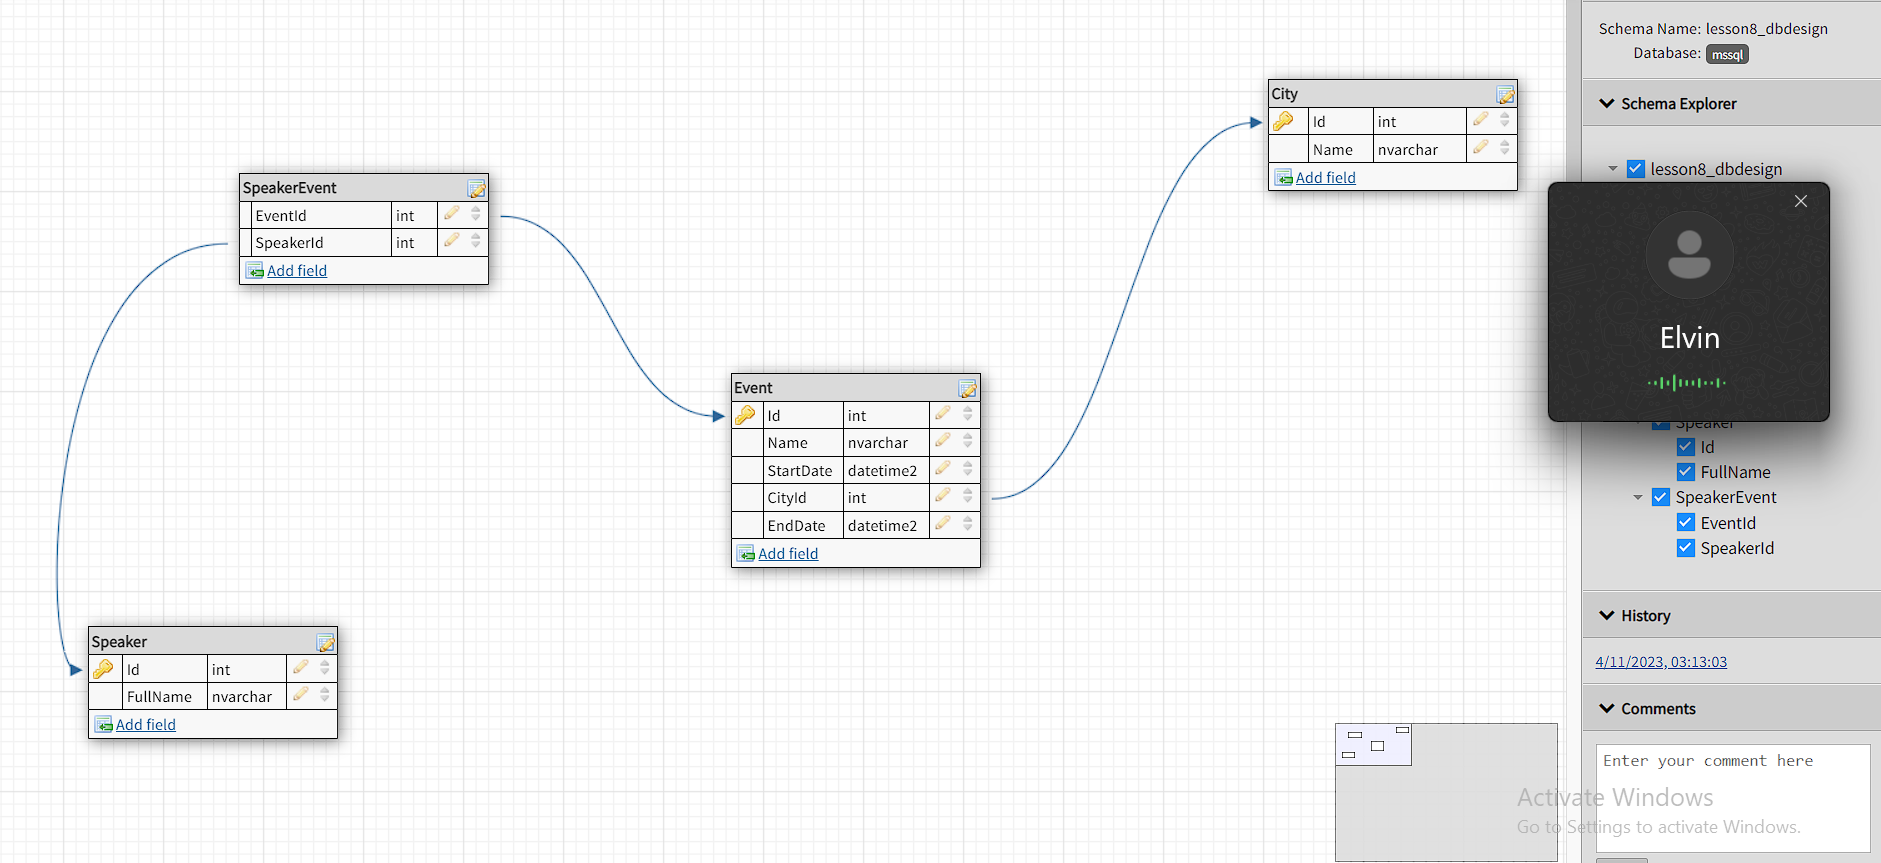 SpeakerEvent
EventId int
SpeakerId int
Add field
Speaker
Id int
FullName nvarchar
Add field
Event
Id int
Name nvarchar
StartDate datetime2
CityId int
EndDate datetime2
Add field
City
Id int
Name nvarchar
Add field
Schema Name: lesson8_dbdesign
Database: mssql
Schema Explorer
lesson8_dbdesign
Elvin
Speaker
Id
FullName
SpeakerEvent
EventId
SpeakerId
History
4/11/2023, 03:13:03
Comments
Enter your comment here
Activate Windows
Go to Settings to activate Windows.